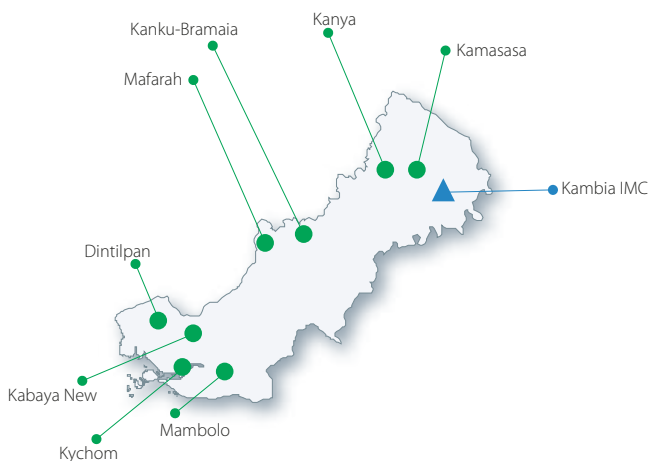 Kanya
Kanku-Bramaia
Kamasasa
Mafarah
Kambia IMC
Dintilpan
Kabaya New
Mambolo
Kychom